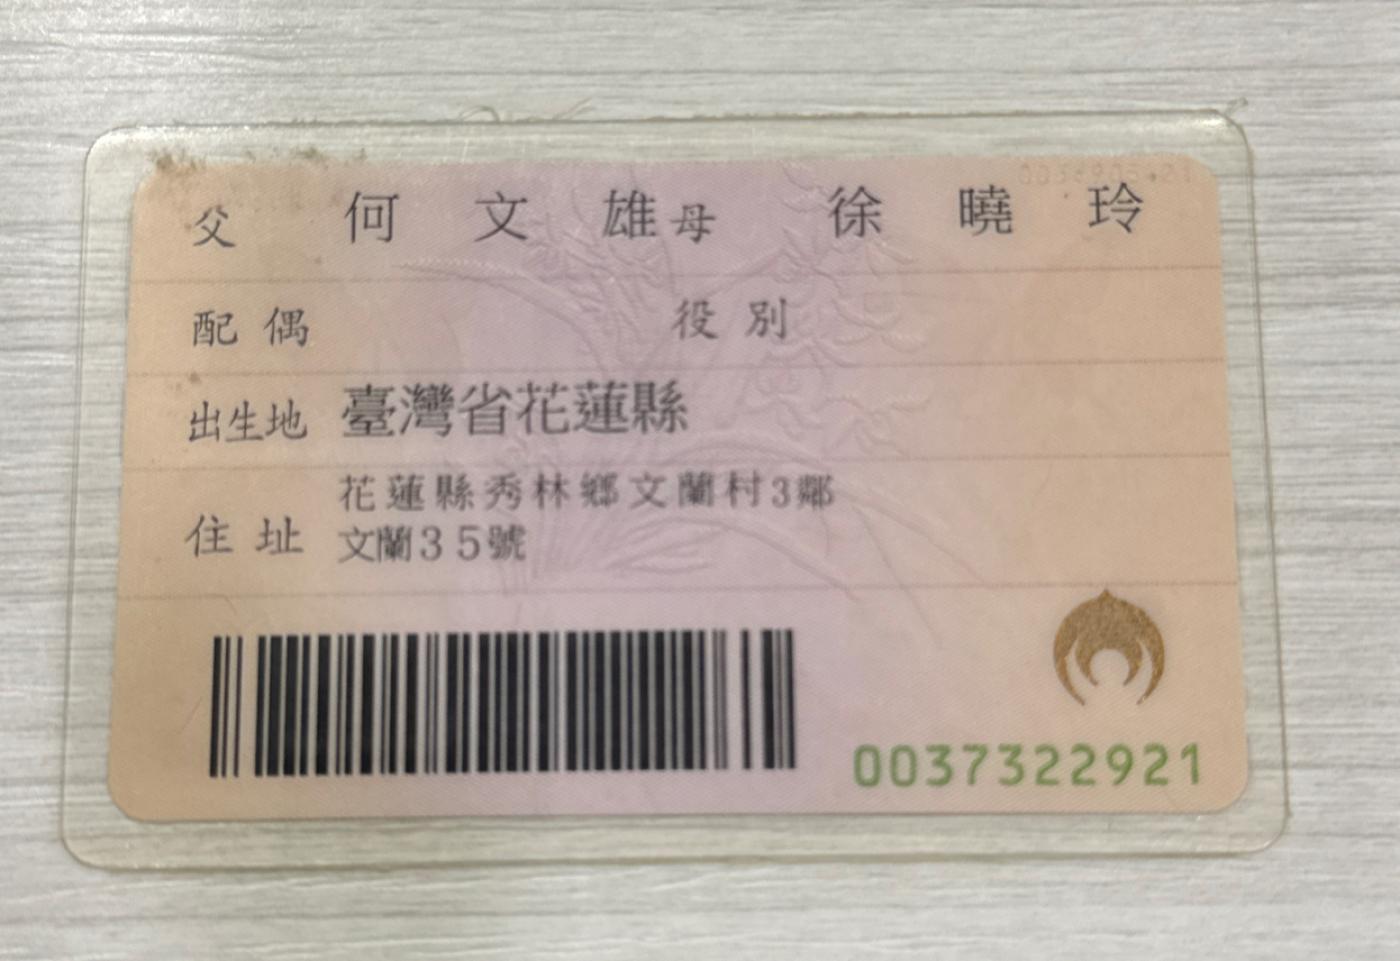 父 何文雄 母 徐曉玲
配偶 役別
出生地 臺灣省花蓮縣
住址 花蓮縣秀林鄉文蘭村3鄰
文蘭35號
0037322921